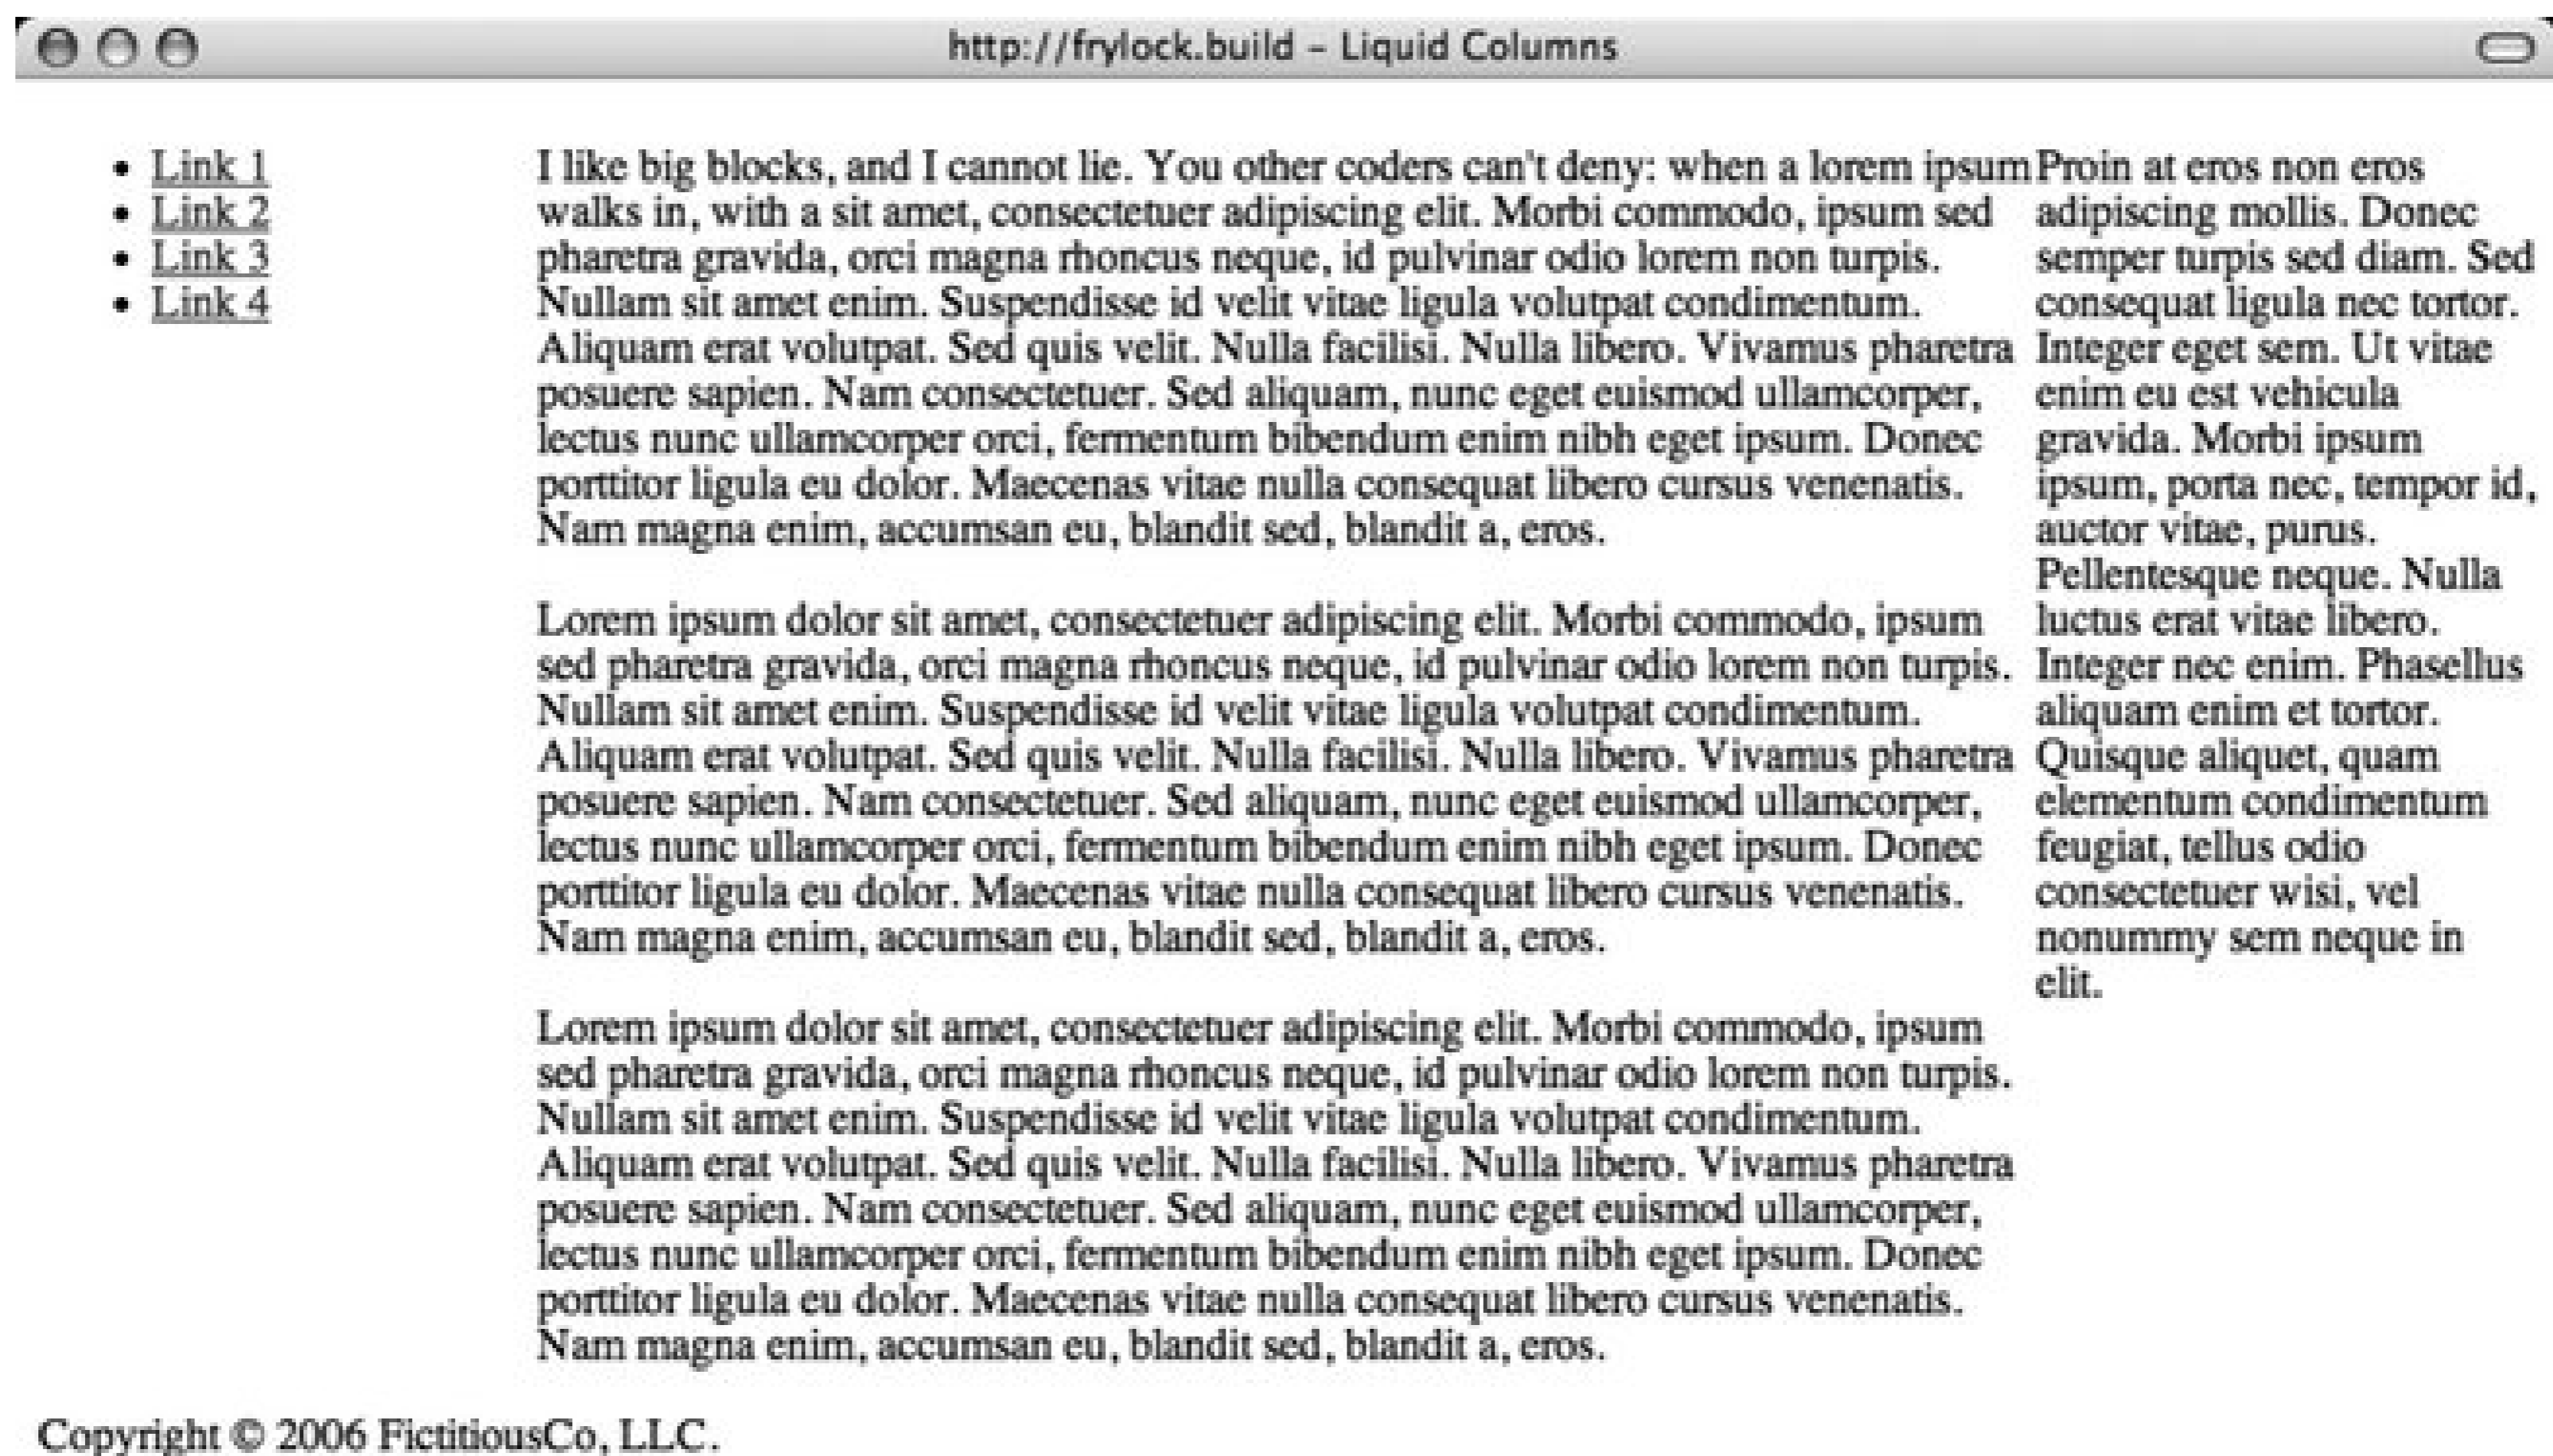 http://frylock.build – Liquid Columns
• Link 1
• Link 2
• Link 3
• Link 4
I like big blocks, and I cannot lie. You other coders can't deny: when a lorem ipsum
walks in, with a sit amet, consectetuer adipiscing elit. Morbi commodo, ipsum sed
pharetra gravida, orci magna rhoncus neque, id pulvinar odio lorem non turpis.
Nullam sit amet enim. Suspendisse id velit vitae ligula volutpat condimentum.
Aliquam erat volutpat. Sed quis velit. Nulla facilisi. Nulla libero. Vivamus pharetra
posuere sapien. Nam consectetuer. Sed aliquam, nunc eget euismod ullamcorper,
lectus nunc ullamcorper orci, fermentum bibendum enim nibh eget ipsum. Donec
porttitor ligula eu dolor. Maecenas vitae nulla consequat libero cursus venenatis.
Nam magna enim, accumsan eu, blandit sed, blandit a, eros.
Lorem ipsum dolor sit amet, consectetuer adipiscing elit. Morbi commodo, ipsum
sed pharetra gravida, orci magna rhoncus neque, id pulvinar odio lorem non turpis.
Nullam sit amet enim. Suspendisse id velit vitae ligula volutpat condimentum.
Aliquam erat volutpat. Sed quis velit. Nulla facilisi. Nulla libero. Vivamus pharetra
posuere sapien. Nam consectetuer. Sed aliquam, nunc eget euismod ullamcorper,
lectus nunc ullamcorper orci, fermentum bibendum enim nibh eget ipsum. Donec
porttitor ligula eu dolor. Maecenas vitae nulla consequat libero cursus venenatis.
Nam magna enim, accumsan eu, blandit sed, blandit a, eros.
Lorem ipsum dolor sit amet, consectetuer adipiscing elit. Morbi commodo, ipsum
sed pharetra gravida, orci magna rhoncus neque, id pulvinar odio lorem non turpis.
Nullam sit amet enim. Suspendisse id velit vitae ligula volutpat condimentum.
Aliquam erat volutpat. Sed quis velit. Nulla facilisi. Nulla libero. Vivamus pharetra
posuere sapien. Nam consectetuer. Sed aliquam, nunc eget euismod ullamcorper,
lectus nunc ullamcorper orci, fermentum bibendum enim nibh eget ipsum. Donec
porttitor ligula eu dolor. Maecenas vitae nulla consequat libero cursus venenatis.
Nam magna enim, accumsan eu, blandit sed, blandit a, eros.
Proin at eros non eros
adipiscing mollis. Donec
semper turpis sed diam. Sed
consequat ligula nec tortor.
Integer eget sem. Ut vitae
enim eu est vehicula
gravida. Morbi ipsum
ipsum, porta nec, tempor id,
auctor vitae, purus.
Pellentesque neque. Nulla
luctus erat vitae libero.
Integer nec enim. Phasellus
aliquam enim et tortor.
Quisque aliquet, quam
elementum condimentum
feugiat, tellus odio
consectetuer wisi, vel
nonummy sem neque in
elit.
Copyright © 2006 FictitiousCo, LLC.